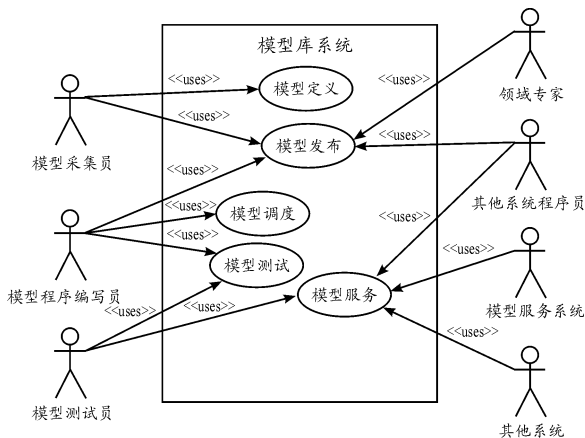 模型库系统
<<uses>>
<<uses>>
领域专家
模型定义
<<uses>>
模型采集员
<<uses>>
<<uses>>
模型发布
<<uses>>
其他系统程序员
<<uses>>
模型调度
<<uses>>
<<uses>>
模型测试
<<uses>>
模型程序编写员
<<uses>>
<<uses>>
模型服务
模型服务系统
<<uses>>
模型测试员
其他系统